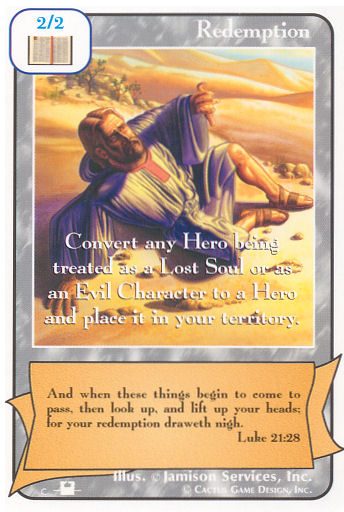 2/2
Redemption
Convert any Hero being
treated as a Lost Soul or as
an Evil Character to a Hero
and place it in your territory.
And when these things begin to come to
pass, then look up, and lift up your heads;
for your redemption draweth nigh.
Luke 21:28
Illus. © Jamison Services, Inc.
C © Cactus Game Design, Inc.